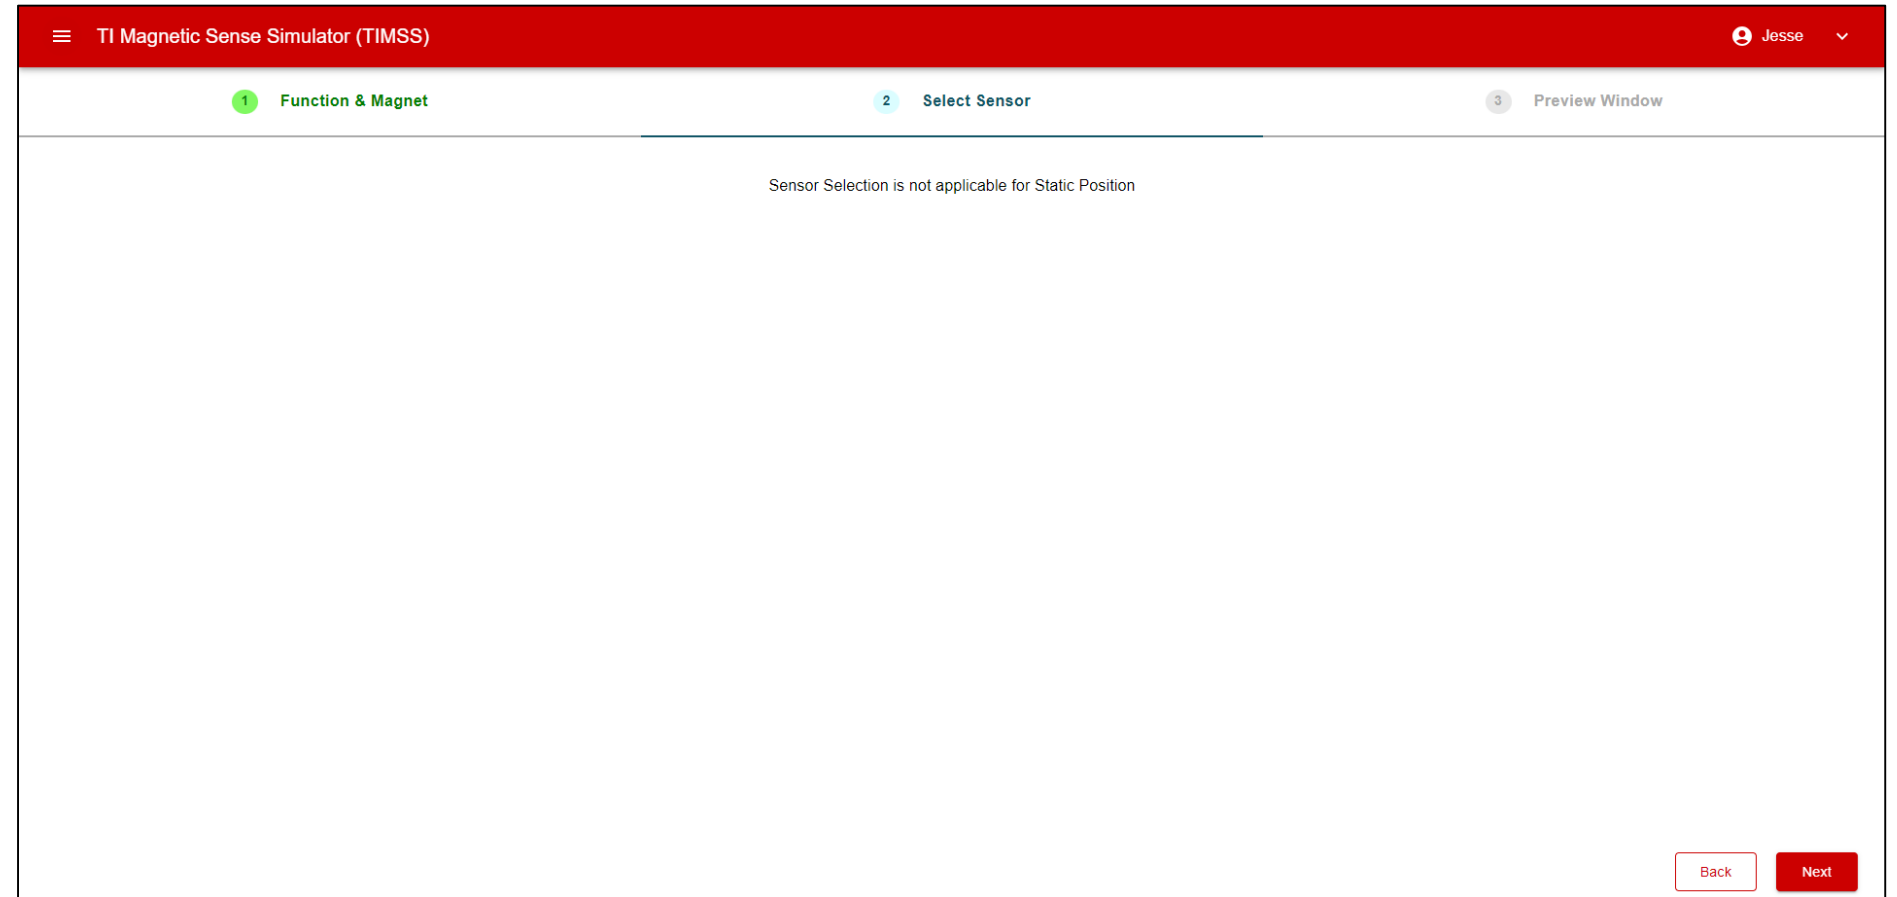 TI Magnetic Sense Simulator (TIMSS)
Jesse
1 Function & Magnet
2 Select Sensor
3 Preview Window
Sensor Selection is not applicable for Static Position
Back
Next